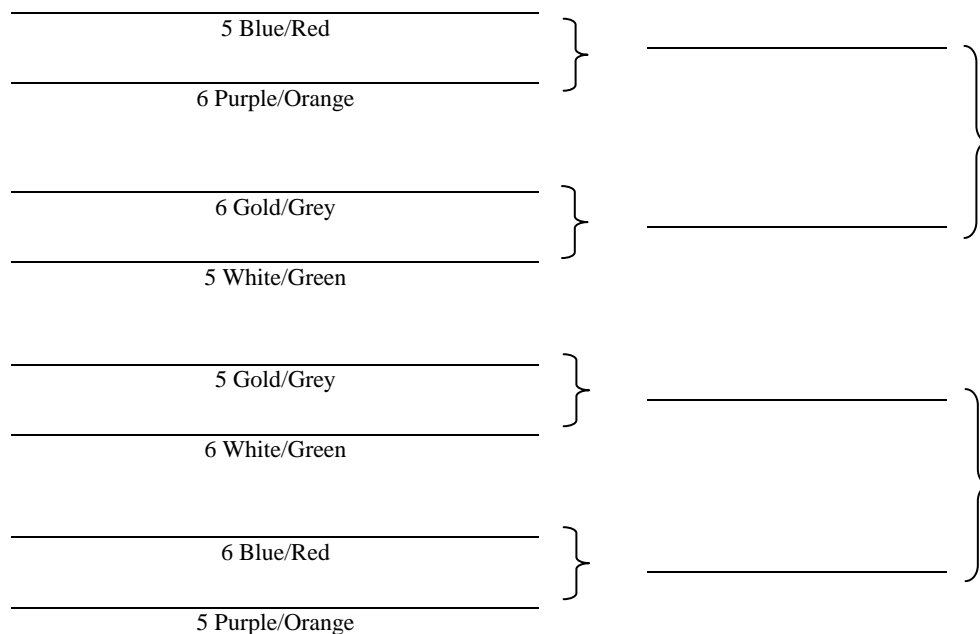 5 Blue/Red
6 Purple/Orange
6 Gold/Grey
5 White/Green
5 Gold/Grey
6 White/Green
6 Blue/Red
5 Purple/Orange